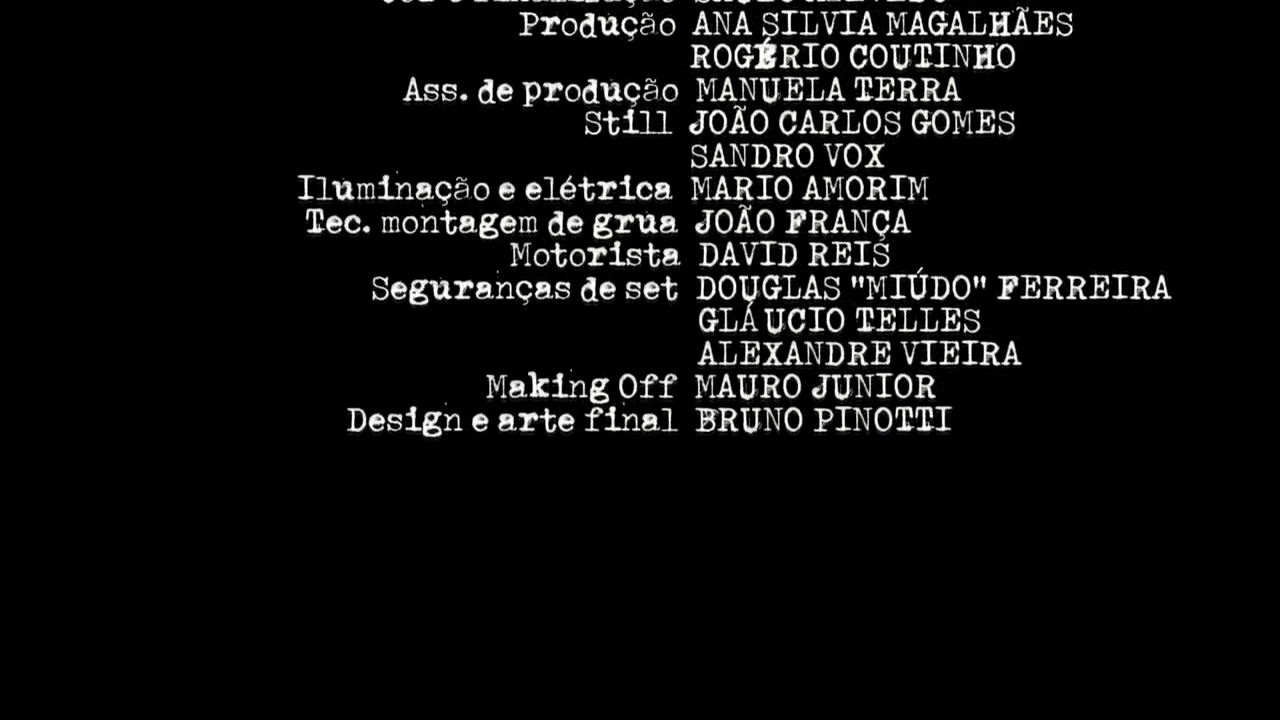 Produção ANA SILVIA MAGALHÃES
ROGÉRIO COUTINHO
Ass. de produção MANUELA TERRA
Still JOÃO CARLOS GOMES
SANDRO VOX
Iluminação e elétrica MARIO AMORIM
Tec. montagem de grua JOÃO FRANÇA
Motorista DAVID REIS
Seguranças de set DOUGLAS "MIÚDO" FERREIRA
GLÁUCIO TELLES
ALEXANDRE VIEIRA
Making Off MAURO JUNIOR
Design e arte final BRUNO PINOTTI